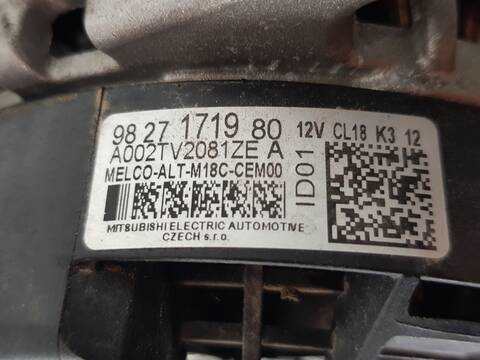 98 27 1719 80 12V CL18 K3 12
A002TV2081ZE A
MELCO-ALT-M18C-CEM00
ID01
MITSUBISHI ELECTRIC AUTOMOTIVE
CZECH s.r.o.